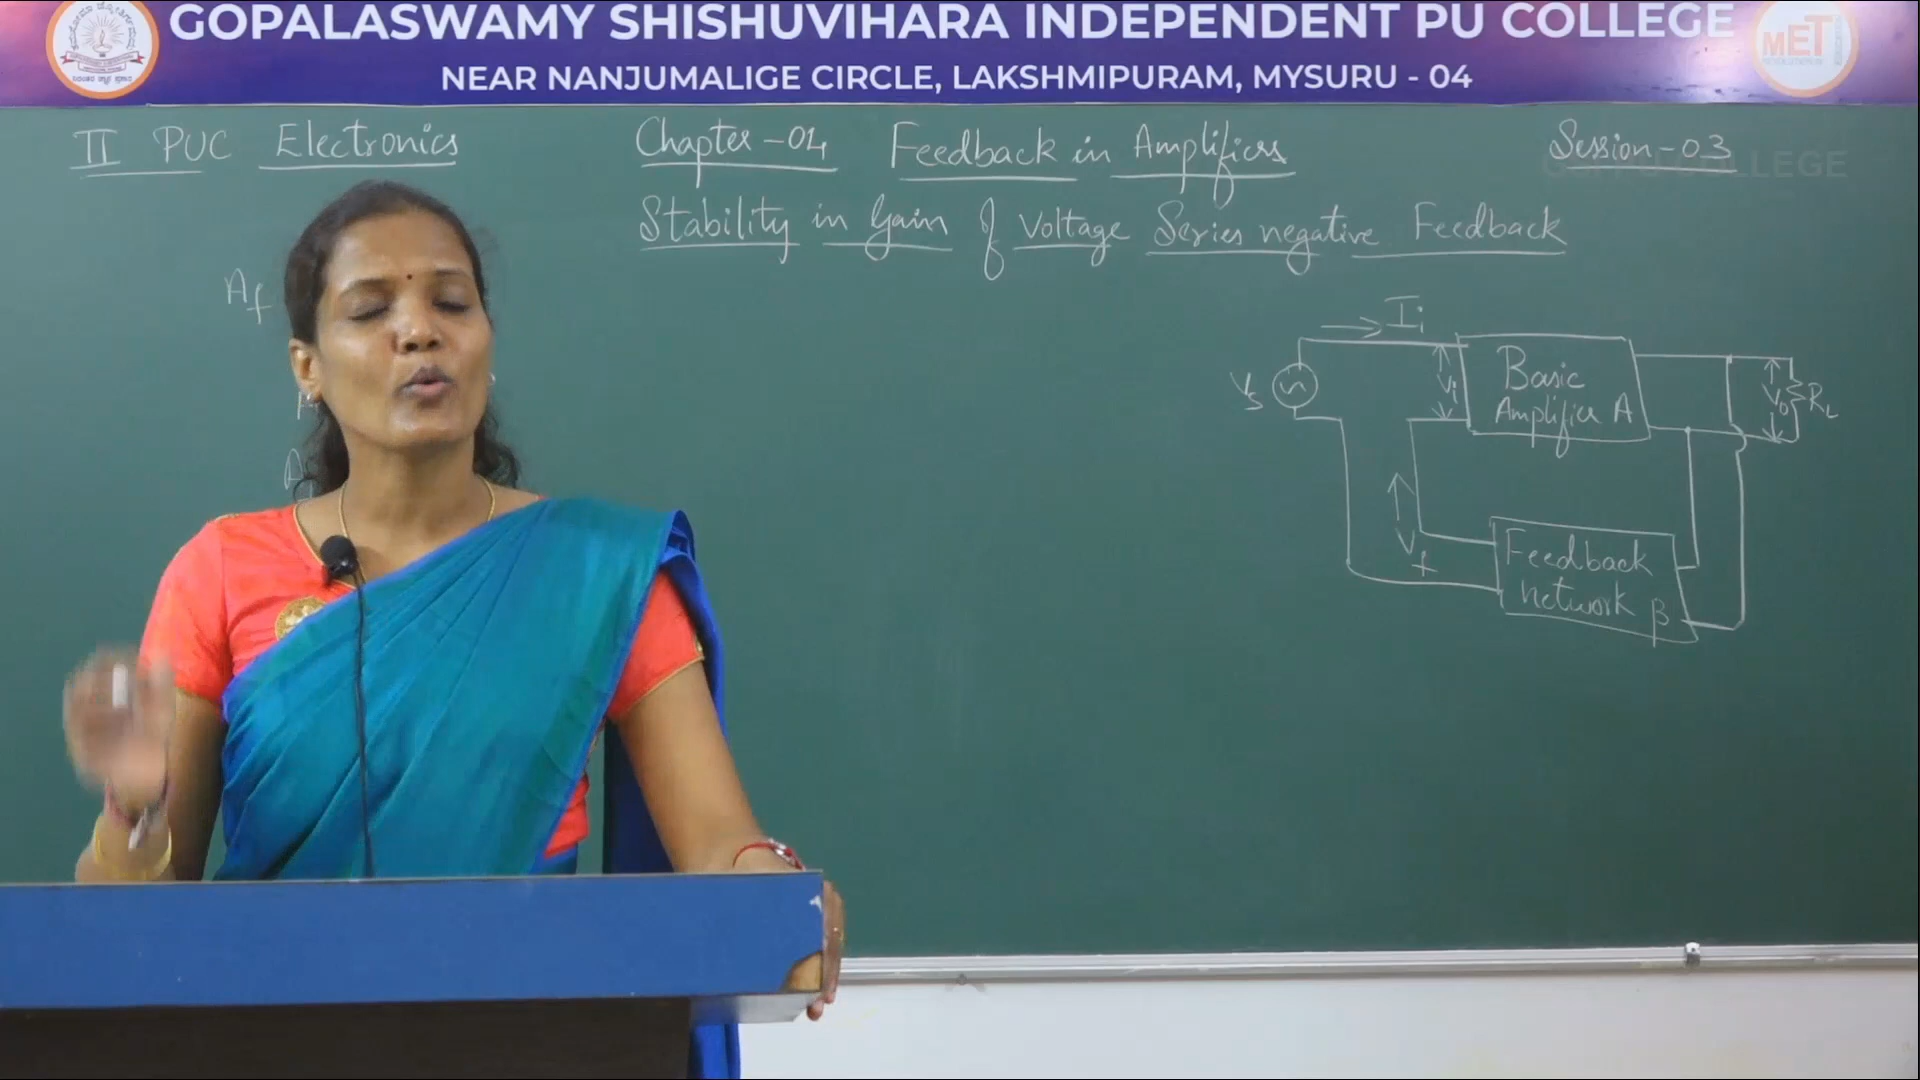 GOPALASWAMY SHISHUVIHARA INDEPENDENT PU COLLEGE
NEAR NANJUMALIGE CIRCLE, LAKSHMIPURAM, MYSURU - 04
MET
II PUC Electronics
Chapter - 04 Feedback in Amplifiers
Session - 03
Stability in Gain of Voltage Series negative Feedback
Af
Ii
Vs
Vi
Basic
Amplifier A
Vo
RL
Vf
Feedback
network β